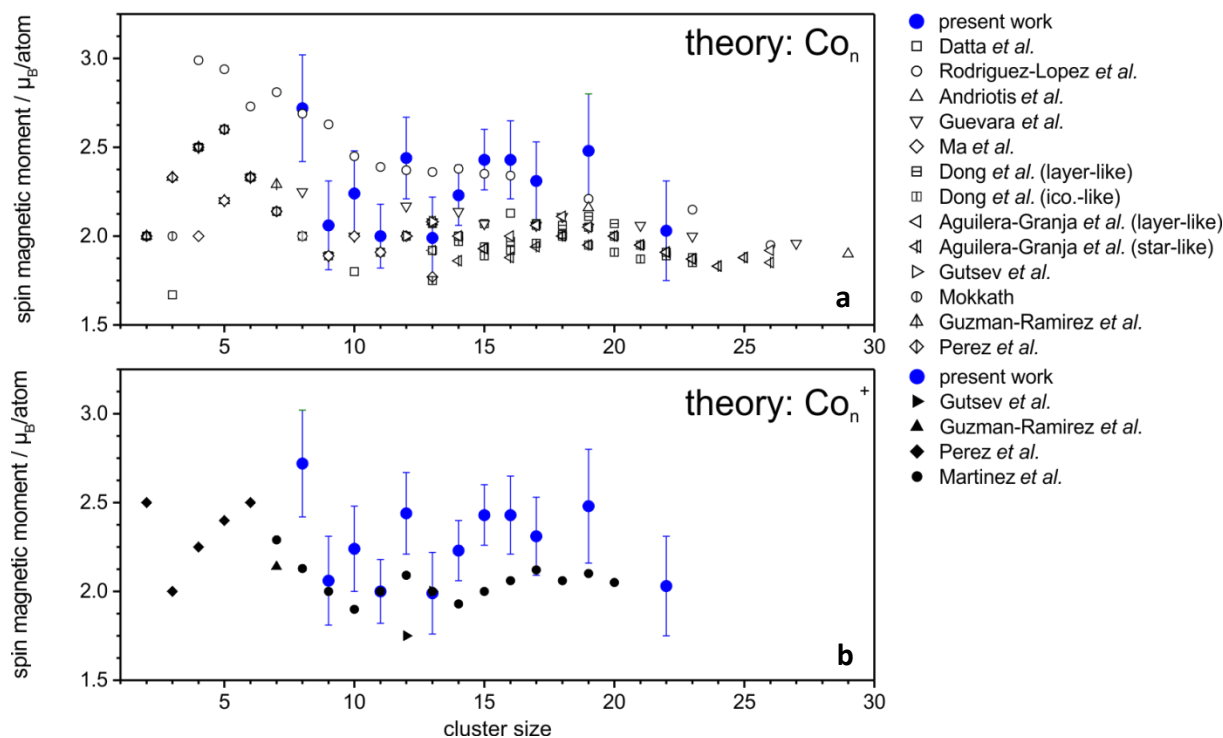 theory: Coₙ
a
3.0
2.5
2.0
1.5
spin magnetic moment / μB/atom
5
10
15
20
25
30
present work
Datta et al.
Rodriguez-Lopez et al.
Andriotis et al.
Guevara et al.
Ma et al.
Dong et al. (layer-like)
Dong et al. (ico.-like)
Aguilera-Granja et al. (layer-like)
Aguilera-Granja et al. (star-like)
Gutsev et al.
Mokkath
Guzman-Ramirez et al.
Perez et al.
theory: Coₙ⁺
b
3.0
2.5
2.0
1.5
spin magnetic moment / μB/atom
5
10
15
20
25
30
cluster size
present work
Gutsev et al.
Guzman-Ramirez et al.
Perez et al.
Martinez et al.